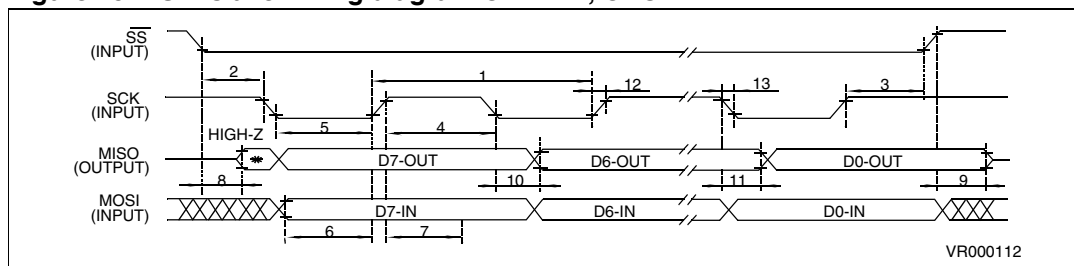 SS
(INPUT)
2
1
12
13
3
SCK
(INPUT)
5
4
HIGH-Z
MISO
(OUTPUT)
D7-OUT
D6-OUT
D0-OUT
8
10
11
9
MOSI
(INPUT)
D7-IN
D6-IN
D0-IN
6
7
VR000112